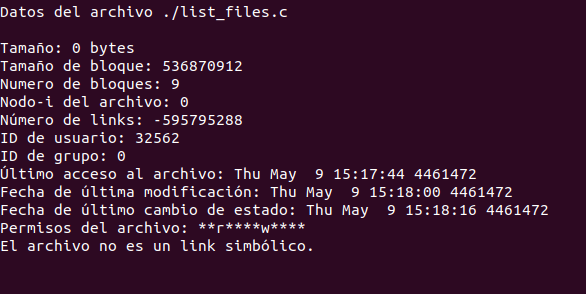 Datos del archivo ./list_files.c
Tamaño: 0 bytes
Tamaño de bloque: 536870912
Numero de bloques: 9
Nodo-i del archivo: 0
Número de links: -595795288
ID de usuario: 32562
ID de grupo: 0
Último acceso al archivo: Thu May  9 15:17:44 4461472
Fecha de última modificación: Thu May  9 15:18:00 4461472
Fecha de último cambio de estado: Thu May  9 15:18:16 4461472
Permisos del archivo: **r****w****
El archivo no es un link simbólico.